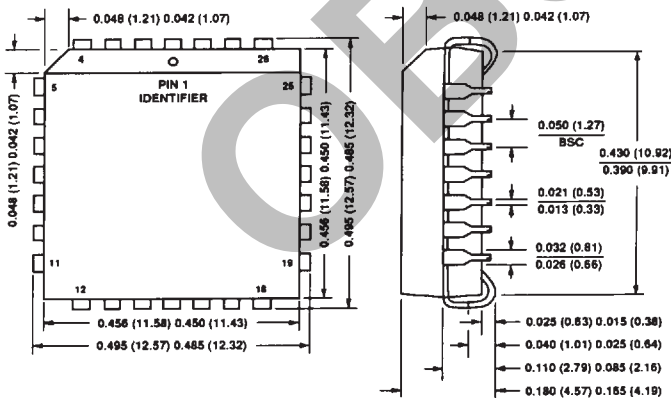 0.048 (1.21) 0.042 (1.07)
0.048 (1.21) 0.042 (1.07)
4
26
5
PIN 1
IDENTIFIER
25
11
19
12
18
0.048 (1.21) 0.042 (1.07)
0.456 (11.58) 0.450 (11.43)
0.495 (12.57) 0.485 (12.32)
0.456 (11.58) 0.450 (11.43)
0.495 (12.57) 0.485 (12.32)
0.050 (1.27)
BSC
0.430 (10.92)
0.390 (9.91)
0.021 (0.53)
0.013 (0.33)
0.032 (0.81)
0.026 (0.66)
0.025 (0.63) 0.015 (0.38)
0.040 (1.01) 0.025 (0.64)
0.110 (2.79) 0.085 (2.16)
0.180 (4.57) 0.165 (4.19)